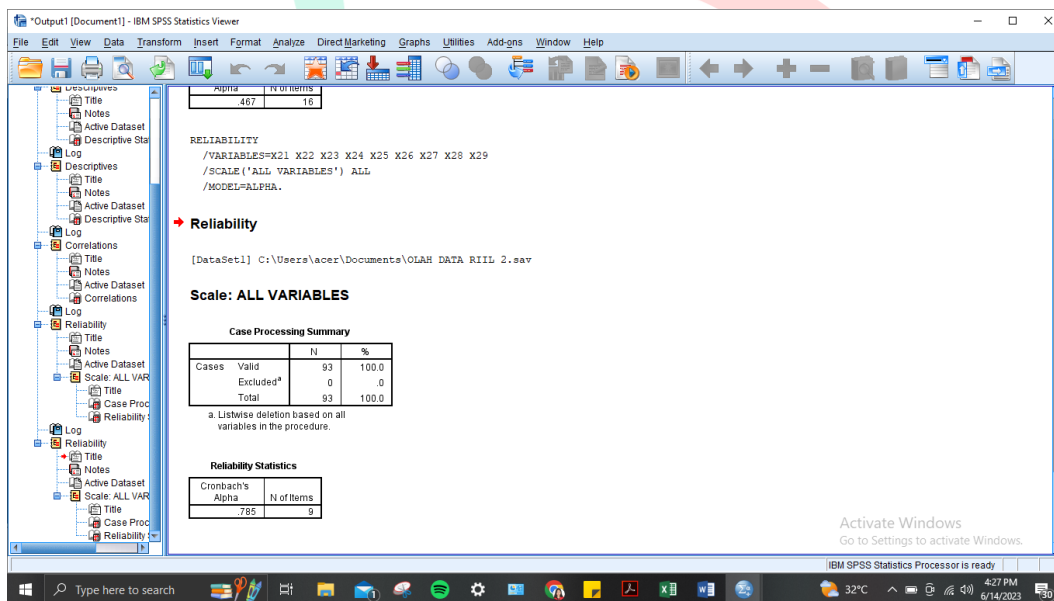 *Output1 [Document1] - IBM SPSS Statistics Viewer
File Edit View Data Transform Insert Format Analyze Direct Marketing Graphs Utilities Add-ons Window Help
Descriptives
Title
Notes
Active Dataset
Descriptive Sta
Log
Descriptives
Title
Notes
Active Dataset
Descriptive Sta
Log
Correlations
Title
Notes
Active Dataset
Correlations
Log
Reliability
Title
Notes
Active Dataset
Scale: ALL VAR
Title
Case Proc
Reliability
Log
Reliability
Title
Notes
Active Dataset
Scale: ALL VAR
Title
Case Proc
Reliability
Alpha N of Items
.467 16
RELIABILITY
/VARIABLES=X21 X22 X23 X24 X25 X26 X27 X28 X29
/SCALE('ALL VARIABLES') ALL
/MODEL=ALPHA.
Reliability
[DataSet1] C:\Users\acer\Documents\OLAH DATA RIIL 2.sav
Scale: ALL VARIABLES
Case Processing Summary
N %
Cases Valid 93 100.0
Excludedª 0 .0
Total 93 100.0
a. Listwise deletion based on all
variables in the procedure.
Reliability Statistics
Cronbach's
Alpha N of Items
.785 9
Activate Windows
Go to Settings to activate Windows.
IBM SPSS Statistics Processor is ready
Type here to search
32°C
4:27 PM
6/14/2023
30